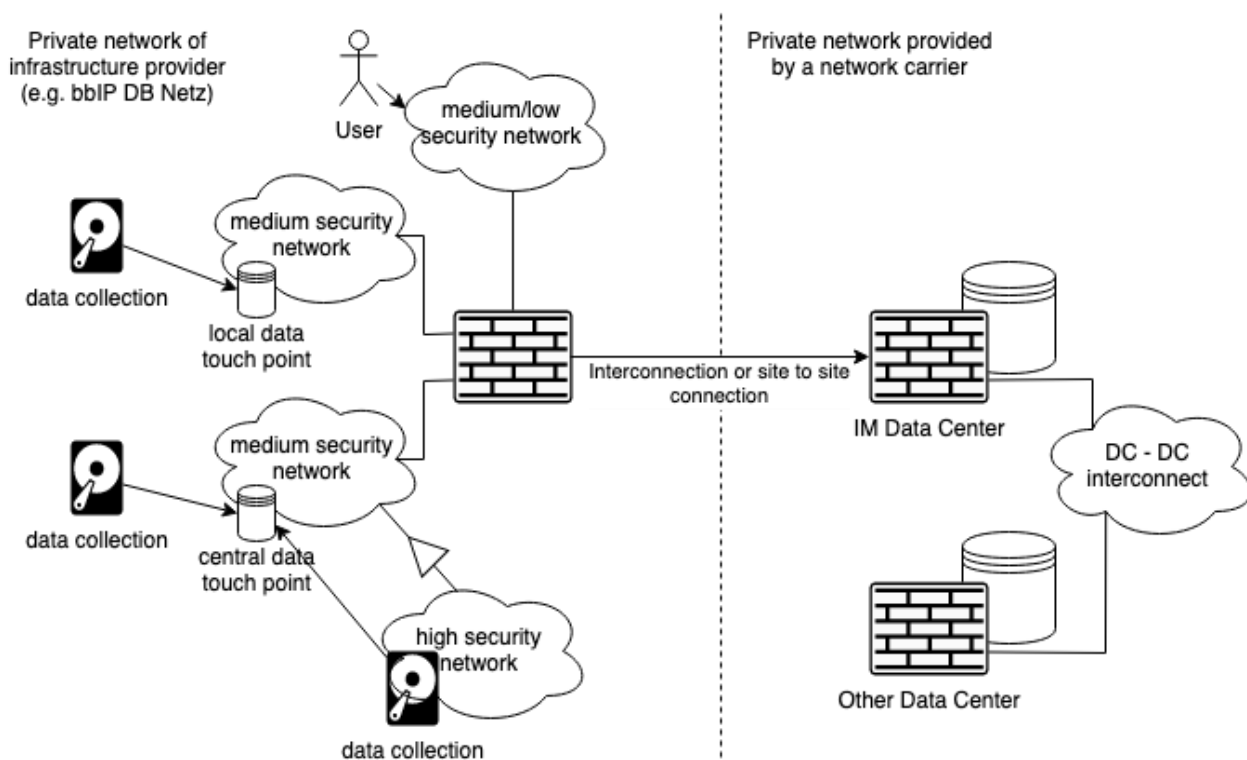 Private network of
infrastructure provider
(e.g. bbIP DB Netz)
User
medium/low
security network
Private network provided
by a network carrier
medium security
network
data collection
local data
touch point
Interconnection or site to site
connection
IM Data Center
medium security
network
data collection
central data
touch point
DC - DC
interconnect
high security
network
data collection
Other Data Center